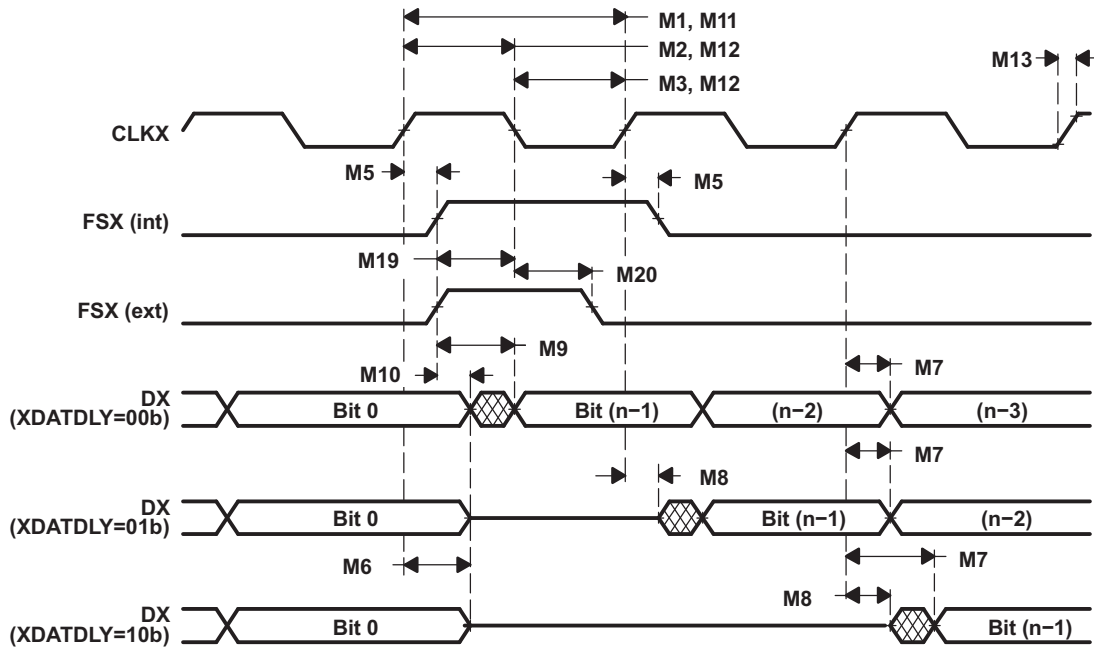 M1, M11
M2, M12
M13
M3, M12
CLKX
M5
M5
FSX (int)
M19
M20
FSX (ext)
M9
M10
M7
DX
(XDATDLY=00b)
Bit 0
Bit (n−1)
(n−2)
(n−3)
M7
M8
DX
(XDATDLY=01b)
Bit 0
Bit (n−1)
(n−2)
M6
M7
M8
DX
(XDATDLY=10b)
Bit 0
Bit (n−1)